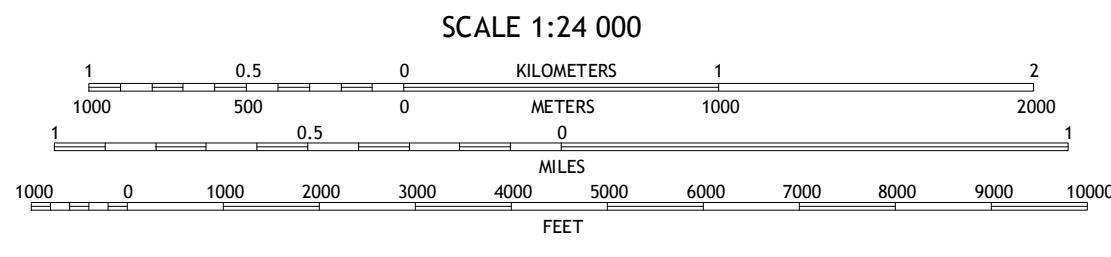 SCALE 1:24 000
1 0.5 0 KILOMETERS 1 2
1000 500 0 METERS 1000 2000
1 0.5 0 1
MILES
1000 0 1000 2000 3000 4000 5000 6000 7000 8000 9000 10000
FEET